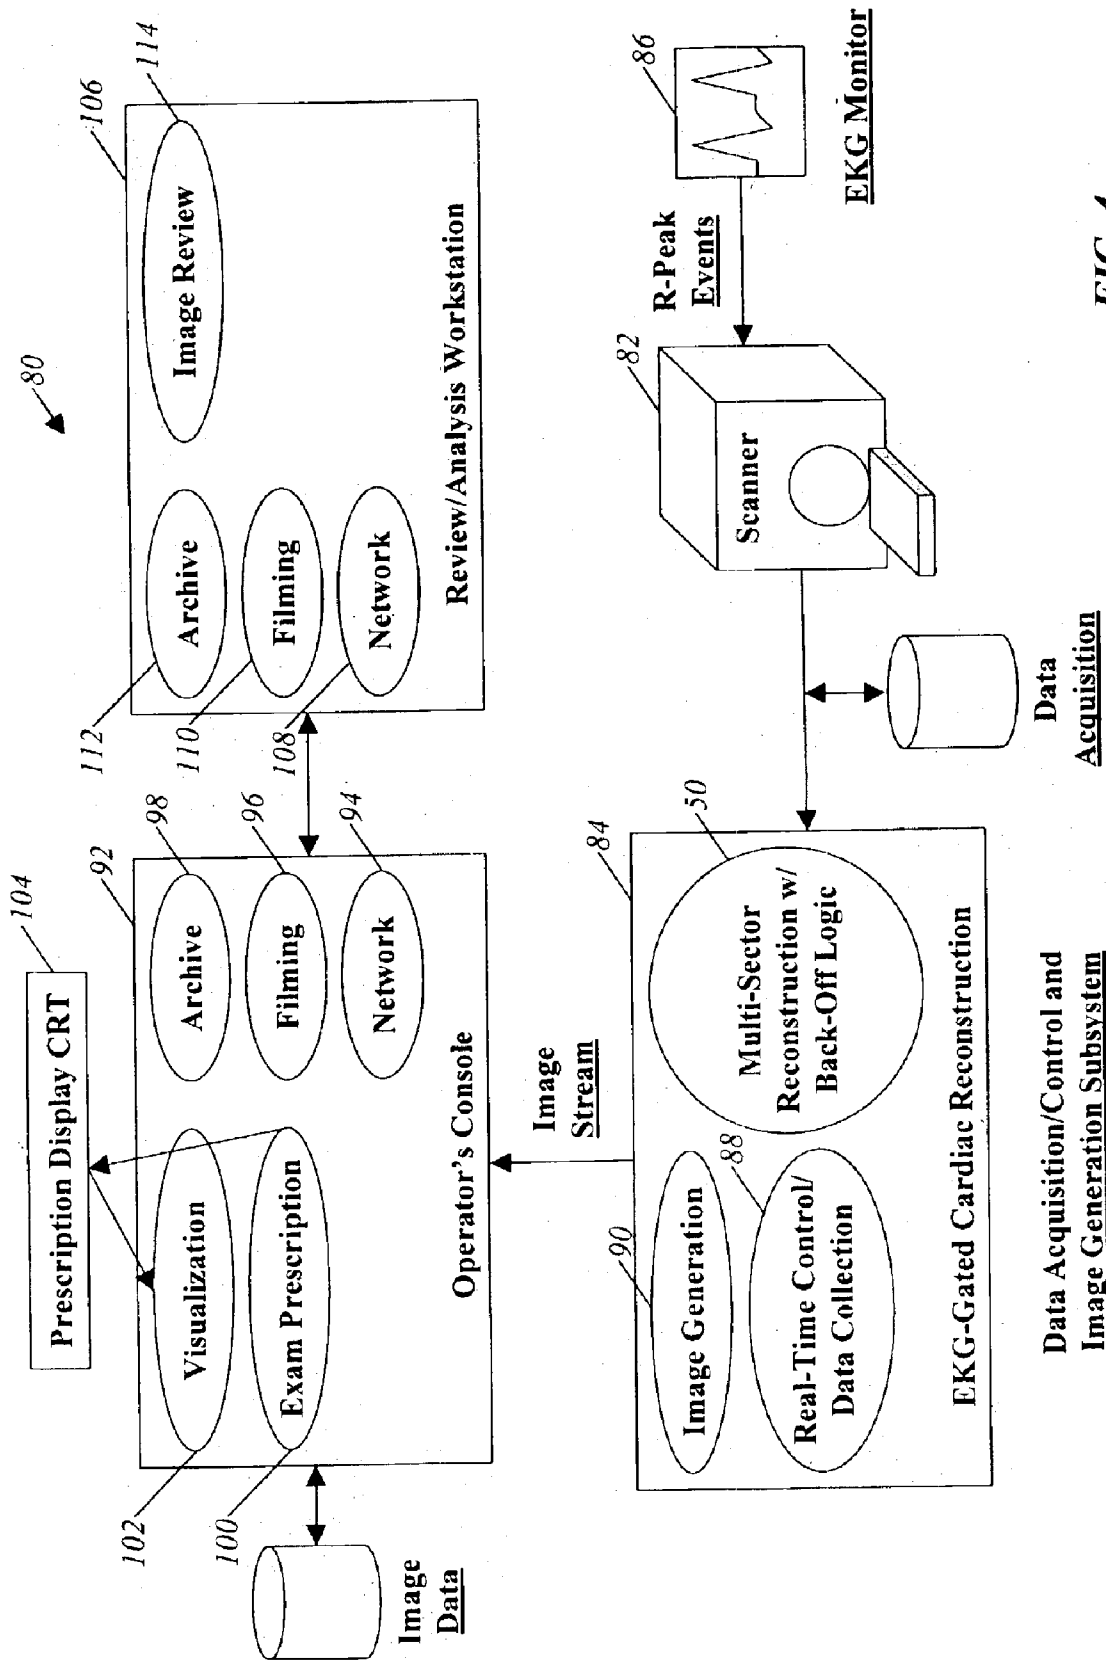 80
104
Prescription Display CRT
92
98
96
94
102
100
Visualization
Exam Prescription
Archive
Filming
Network
Operator's Console
Image
Data
106
114
112
110
108
Archive
Filming
Network
Image Review
Review/Analysis Workstation
Image
Stream
84
50
90
88
Image Generation
Real-Time Control/
Data Collection
Multi-Sector
Reconstruction w/
Back-Off Logic
EKG-Gated Cardiac Reconstruction
Data Acquisition/Control and
Image Generation Subsystem
Data
Acquisition
82
Scanner
R-Peak
Events
86
EKG Monitor